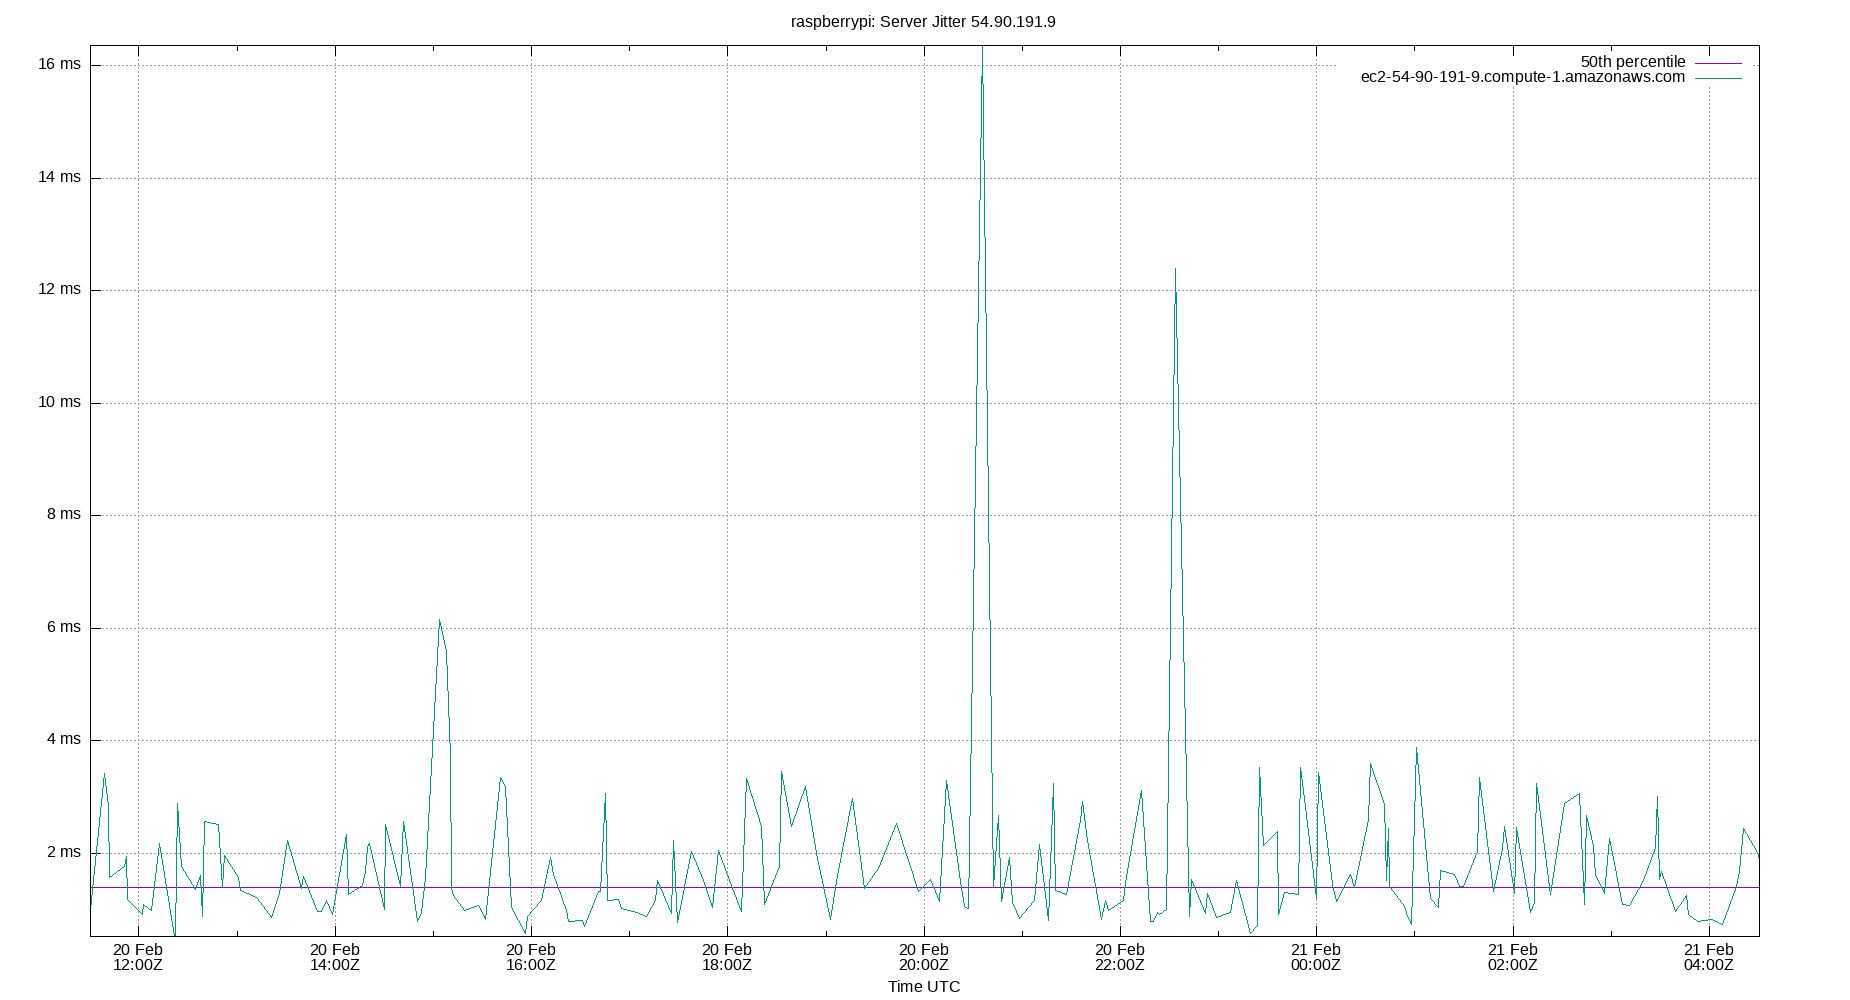 raspberrypi: Server Jitter 54.90.191.9
50th percentile
ec2-54-90-191-9.compute-1.amazonaws.com
16 ms
14 ms
12 ms
10 ms
8 ms
6 ms
4 ms
2 ms
20 Feb 20 Feb 20 Feb 20 Feb 20 Feb 20 Feb 21 Feb 21 Feb 21 Feb
12:00Z 14:00Z 16:00Z 18:00Z 20:00Z 22:00Z 00:00Z 02:00Z 04:00Z
Time UTC